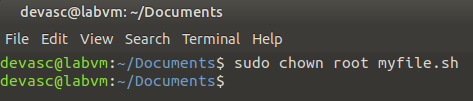 devasc@labvm: ~/Documents
File Edit View Search Terminal Help
devasc@labvm:~/Documents$ sudo chown root myfile.sh
devasc@labvm:~/Documents$